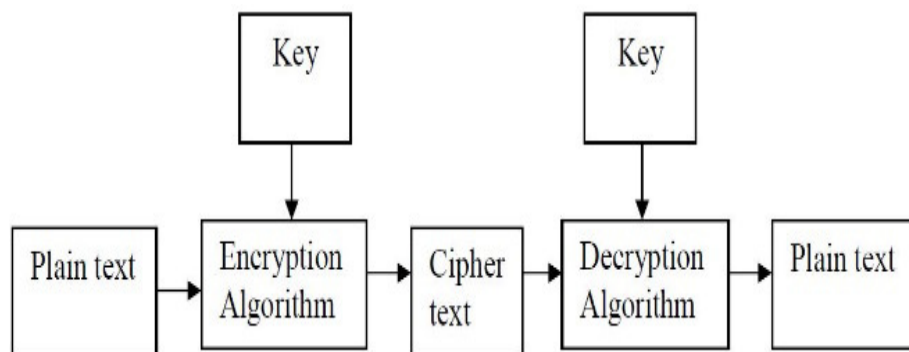 Key
Key
Plain text
Encryption
Algorithm
Cipher
text
Decryption
Algorithm
Plain text